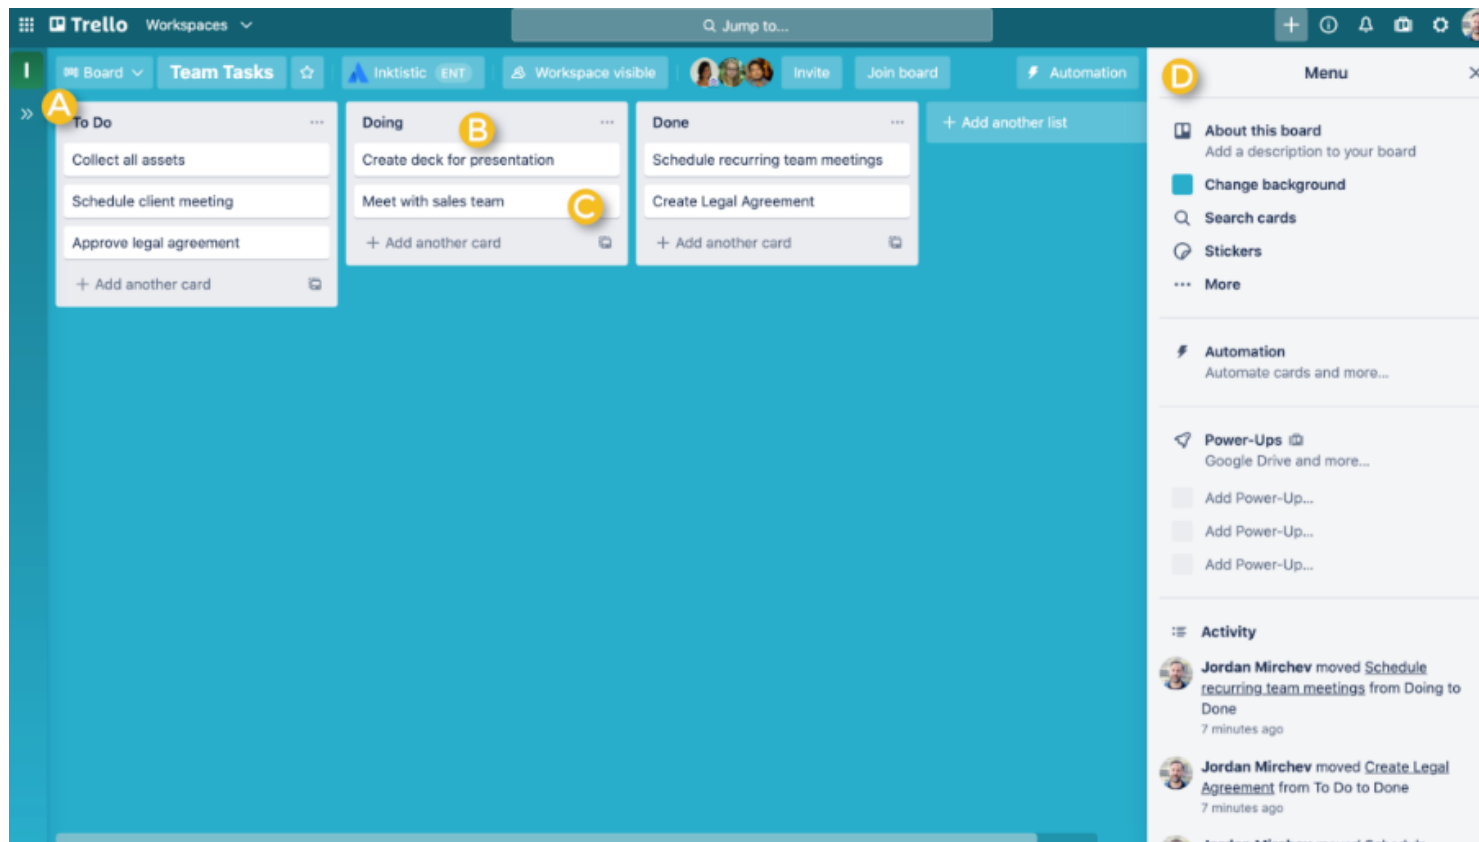 Trello Workspaces
Jump to...
I
Board Team Tasks Inktistic ENT Workspace visible Invite Join board Automation
A
To Do
Collect all assets
Schedule client meeting
Approve legal agreement
+ Add another card
Doing
B
Create deck for presentation
Meet with sales team
C
+ Add another card
Done
Schedule recurring team meetings
Create Legal Agreement
+ Add another card
+ Add another list
D
Menu
About this board
Add a description to your board
Change background
Search cards
Stickers
More
Automation
Automate cards and more...
Power-Ups
Google Drive and more...
Add Power-Up...
Add Power-Up...
Add Power-Up...
Activity
Jordan Mirchev moved Schedule
recurring team meetings from Doing to
Done
7 minutes ago
Jordan Mirchev moved Create Legal
Agreement from To Do to Done
7 minutes ago